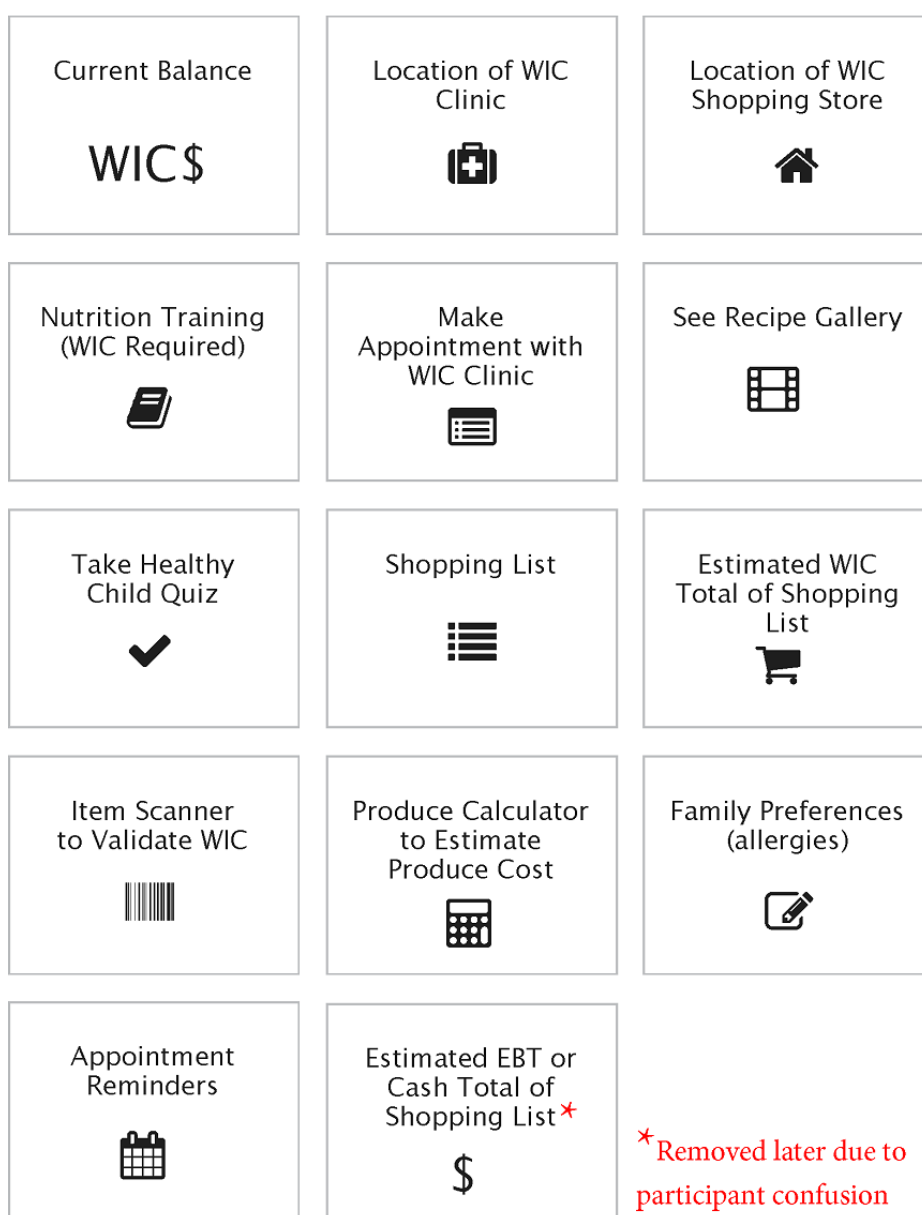 Current Balance
WIC$
Location of WIC
Clinic
Location of WIC
Shopping Store
Nutrition Training
(WIC Required)
Make
Appointment with
WIC Clinic
See Recipe Gallery
Take Healthy
Child Quiz
Shopping List
Estimated WIC
Total of Shopping
List
Item Scanner
to Validate WIC
Produce Calculator
to Estimate
Produce Cost
Family Preferences
(allergies)
Appointment
Reminders
Estimated EBT or
Cash Total of
Shopping List*
$
*Removed later due to
participant confusion